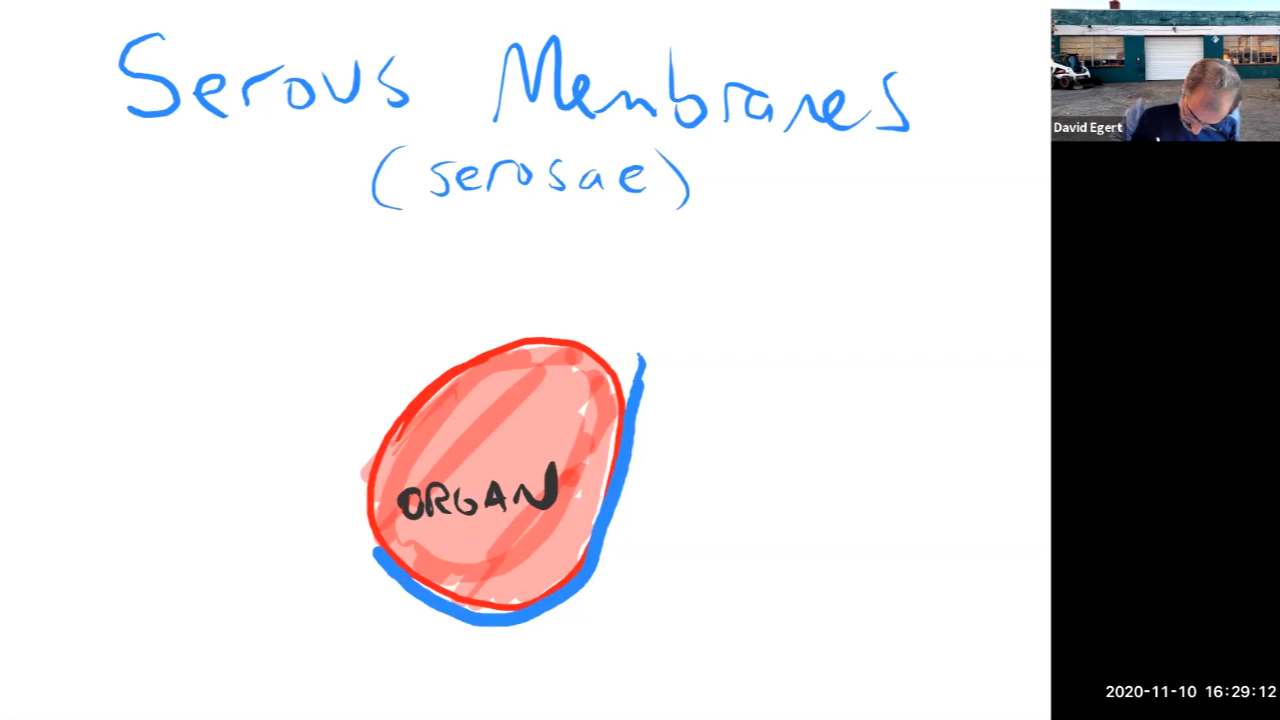 Serous Membranes
(serosae)
ORGAN
David Egert
2020-11-10 16:29:12